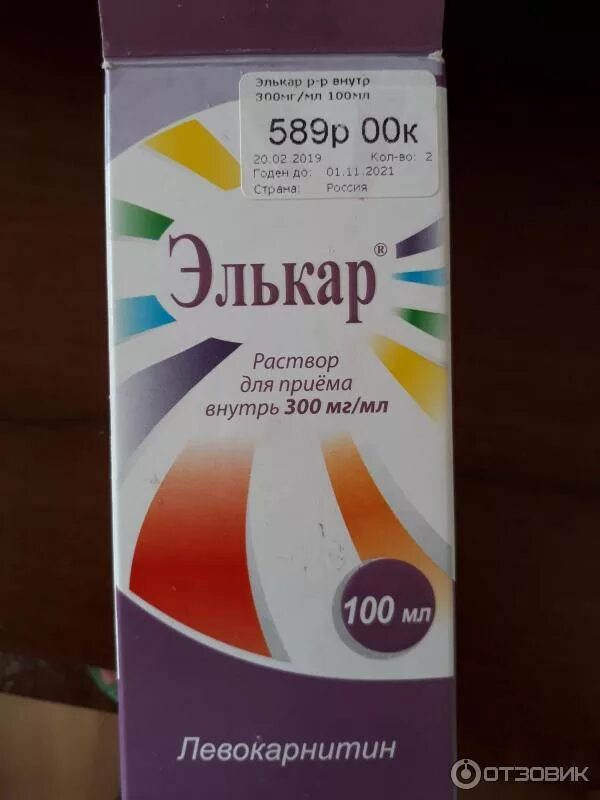 Элькар р-р внутр
300мг/мл 100мл
589р 00к
20.02.2019 Кол-во: 2
Годен до: 01.11.2021
Страна: Россия
Элькар®
Раствор
для приёма
внутрь 300 мг/мл
100 мл
Левокарнитин
ОТЗОВИК